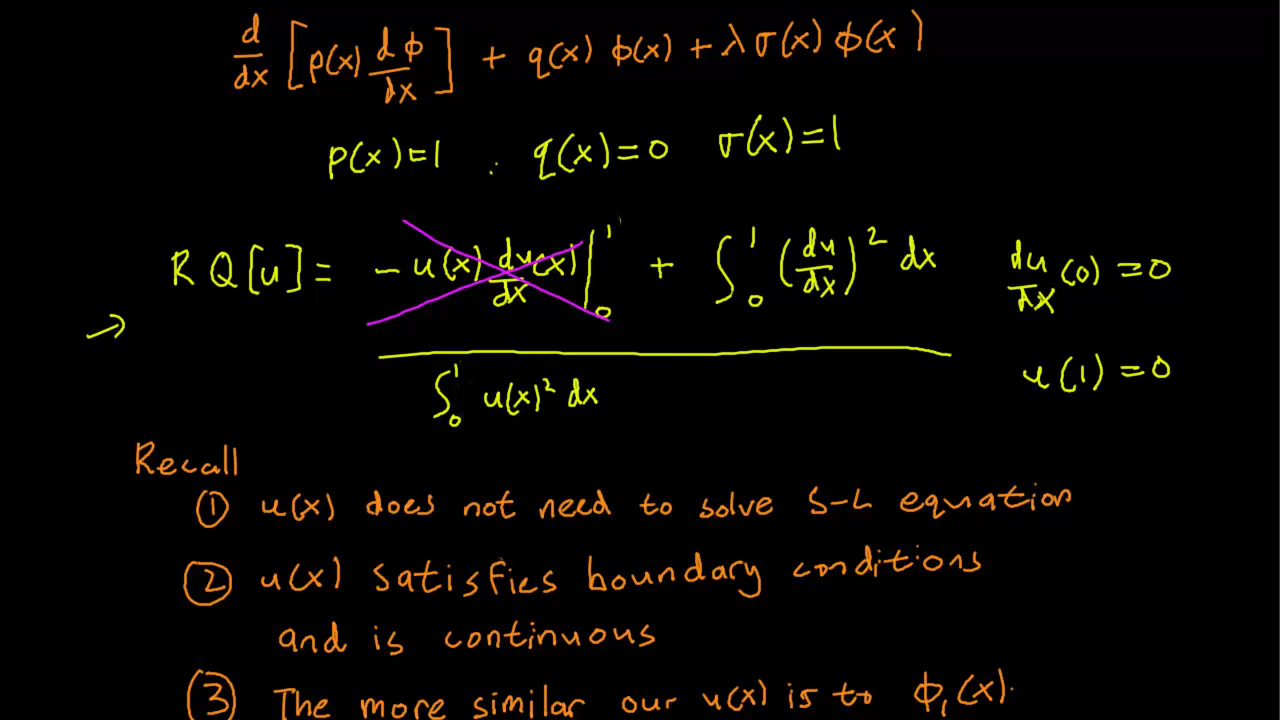 d/dx [p(x) dϕ/dx] + q(x) ϕ(x) + λσ(x) ϕ(x)
p(x)=1 . q(x)=0 σ(x)=1
RQ[u] = -u(x) du/dx(x) |₀¹ + ∫₀¹ (du/dx)² dx du/dx(0) = 0
→
∫₀¹ u(x)² dx u(1) = 0
Recall
① u(x) does not need to solve S-L equation
② u(x) satisfies boundary conditions
and is continuous
③ The more similar our u(x) is to ϕ₁(x).